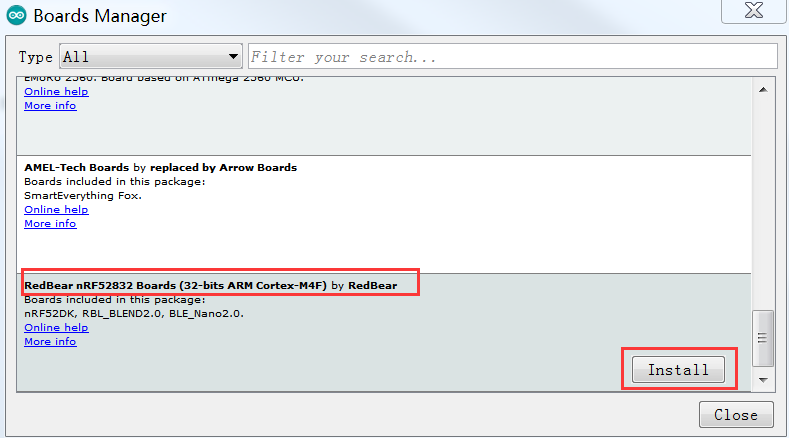 Boards Manager
Type All Filter your search...
EMoRo 2560. Board based on ATmega 2560 MCU.
Online help
More info
AMEL-Tech Boards by replaced by Arrow Boards
Boards included in this package:
SmartEverything Fox.
Online help
More info
RedBear nRF52832 Boards (32-bits ARM Cortex-M4F) by RedBear
Boards included in this package:
nRF52DK, RBL_BLEND2.0, BLE_Nano2.0.
Online help
More info
Install
Close